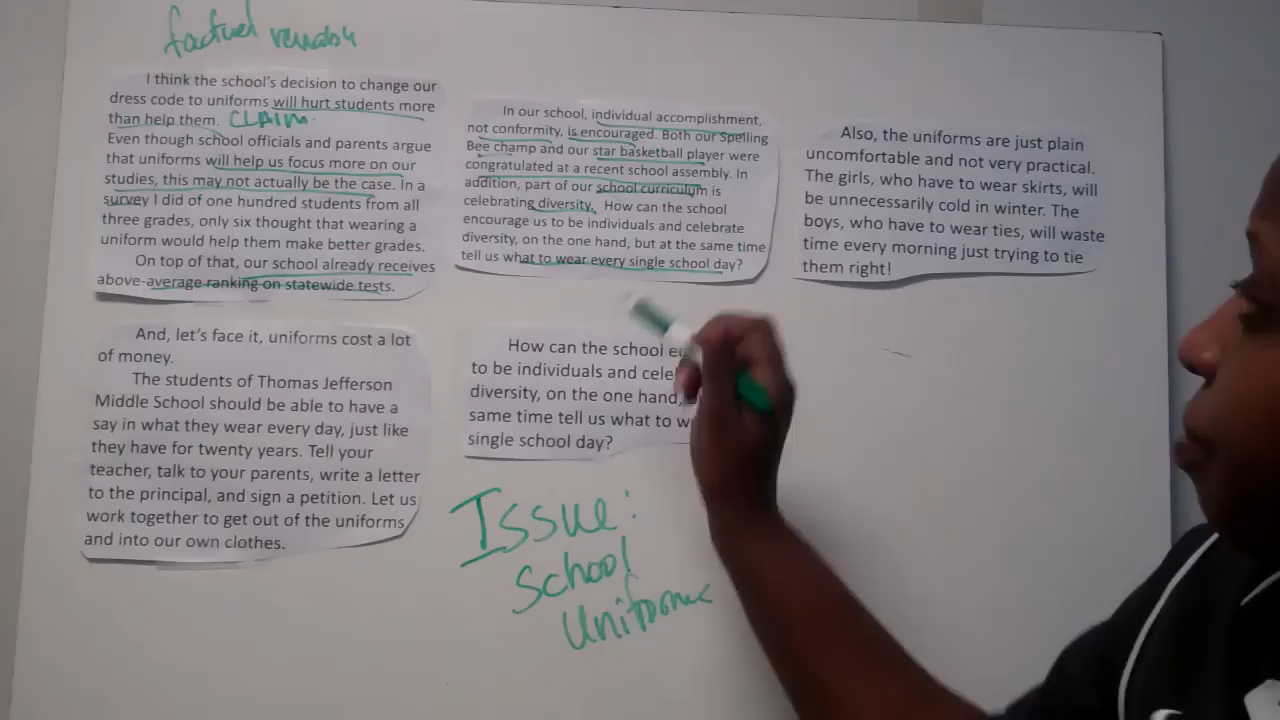 factual
I think the school's decision to change our
dress code to uniforms will hurt students more
than help them. CLAIM.
Even though school officials and parents argue
that uniforms will help us focus more on our
studies, this may not actually be the case. In a
survey I did of one hundred students from all
three grades, only six thought that wearing a
uniform would help them make better grades.
On top of that, our school already receives
above-average ranking on statewide tests.
In our school, individual accomplishment,
not conformity, is encouraged. Both our Spelling
Bee champ and our star basketball player were
congratulated at a recent school assembly. In
addition, part of our school curriculum is
celebrating diversity. How can the school
encourage us to be individuals and celebrate
diversity, on the one hand, but at the same time
tell us what to wear every single school day?
Also, the uniforms are just plain
uncomfortable and not very practical.
The girls, who have to wear skirts, will
be unnecessarily cold in winter. The
boys, who have to wear ties, will waste
time every morning just trying to tie
them right!
And, let's face it, uniforms cost a lot
of money.
The students of Thomas Jefferson
Middle School should be able to have a
say in what they wear every day, just like
they have for twenty years. Tell your
teacher, talk to your parents, write a letter
to the principal, and sign a petition. Let us
work together to get out of the uniforms
and into our own clothes.
How can the school
to be individuals and
diversity, on the one hand,
same time tell us what to
single school day?
Issue:
School
Uniforms